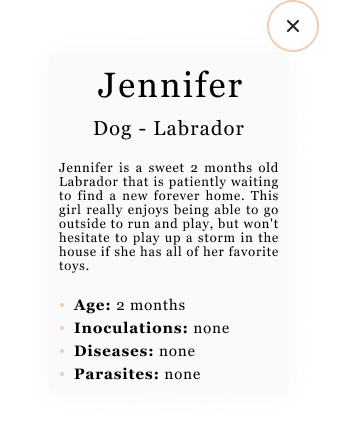 Jennifer
Dog - Labrador
Jennifer is a sweet 2 months old
Labrador that is patiently waiting
to find a new forever home. This
girl really enjoys being able to go
outside to run and play, but won't
hesitate to play up a storm in the
house if she has all of her favorite
toys.
• Age: 2 months
• Inoculations: none
• Diseases: none
• Parasites: none